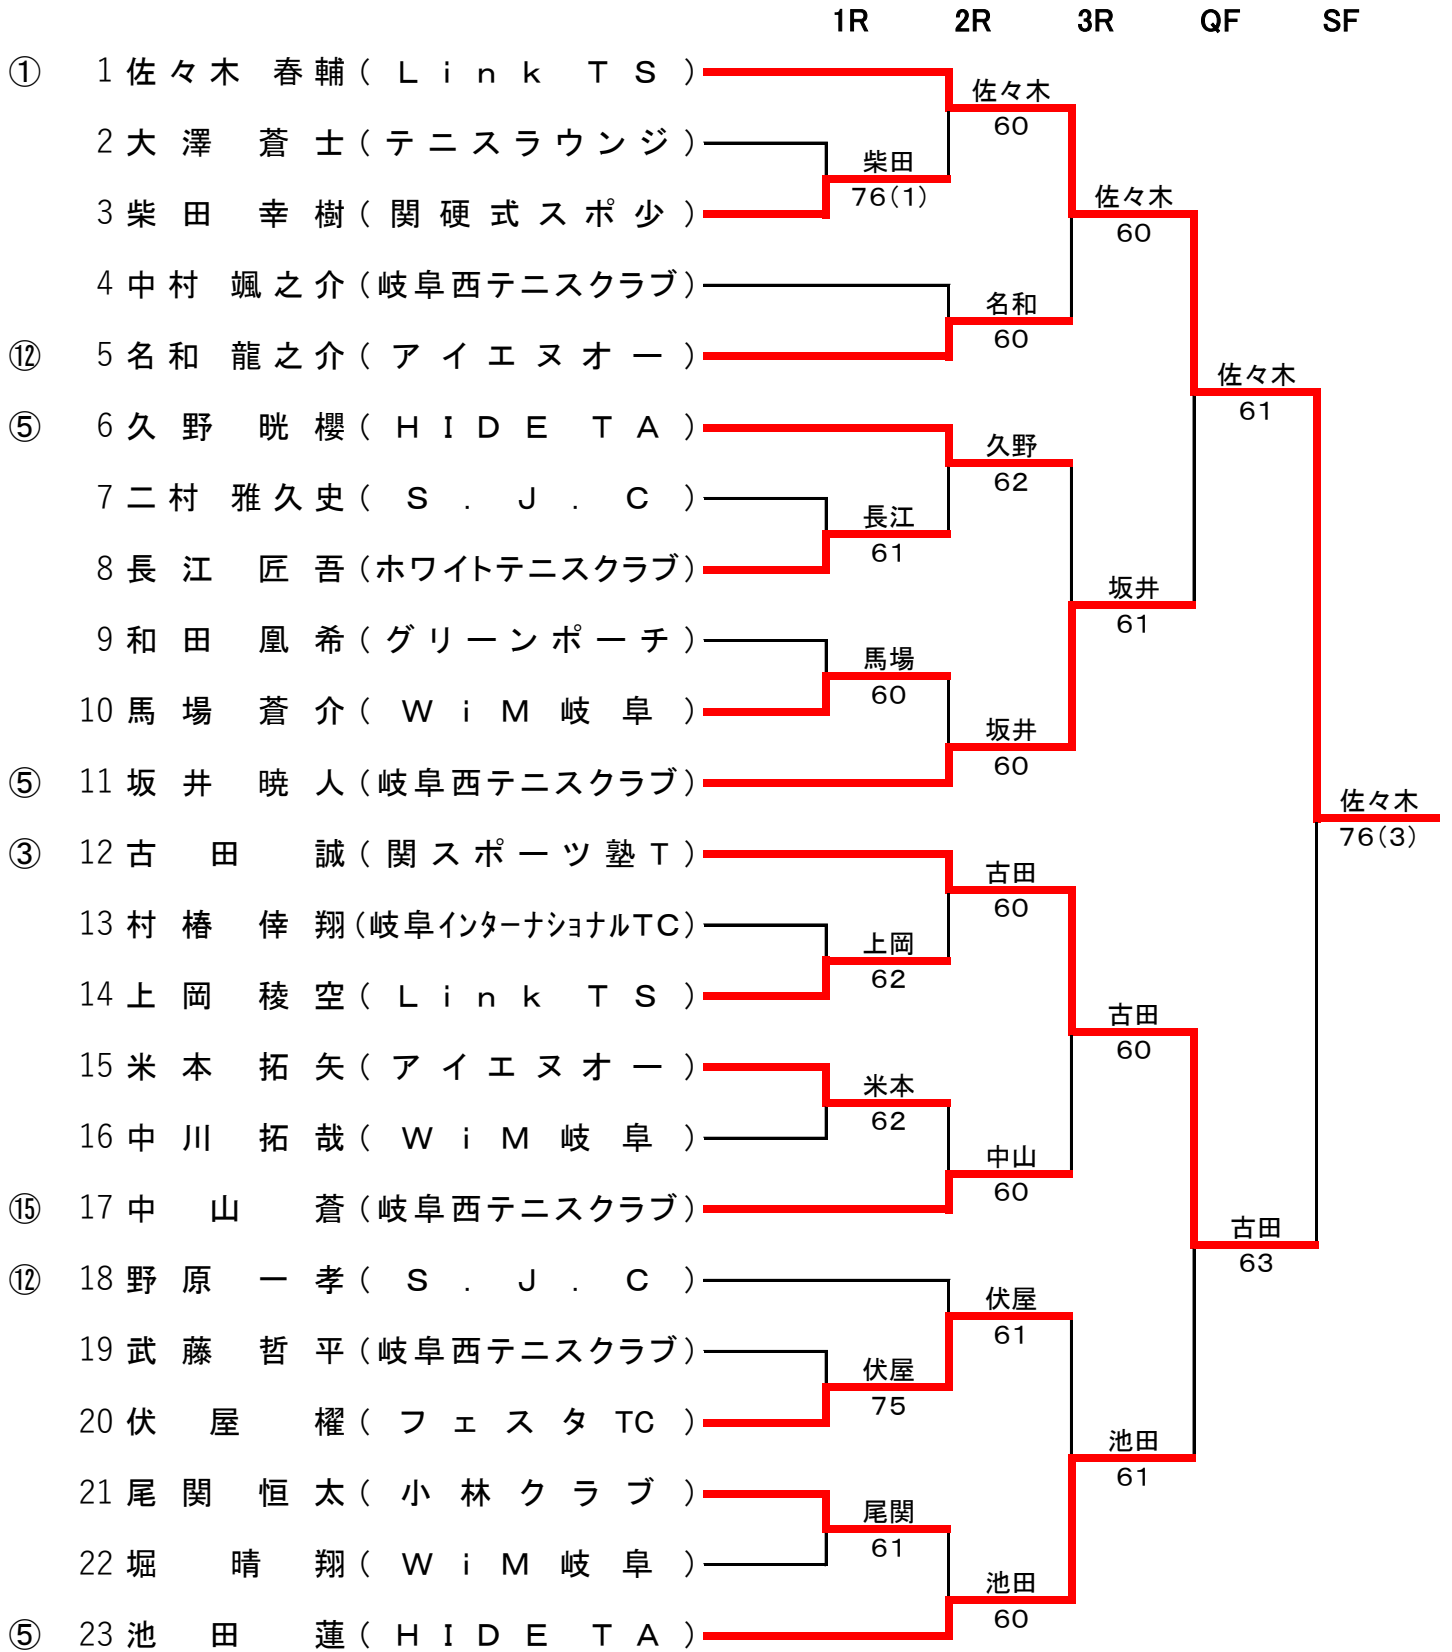 1R 2R 3R QF SF
① 1 佐々木 春輔 (Link TS)
佐々木
60
2 大澤 蒼士 (テニスラウンジ)
柴田
76(1)
3 柴田 幸樹 (関硬式スポ少)
佐々木
60
4 中村 颯之介 (岐阜西テニスクラブ)
名和
60
⑫ 5 名和 龍之介 (アイエヌオー)
佐々木
61
⑤ 6 久野 晄櫻 (HIDE TA)
久野
62
7 二村 雅久史 (S.J.C)
長江
61
8 長江 匠吾 (ホワイトテニスクラブ)
坂井
61
9 和田 凰希 (グリーンポーチ)
馬場
60
10 馬場 蒼介 (WiM岐阜)
坂井
60
⑤ 11 坂井 暁人 (岐阜西テニスクラブ)
佐々木
76(3)
③ 12 古田 誠 (関スポーツ塾T)
古田
60
13 村椿 倖翔 (岐阜インターナショナルTC)
上岡
62
14 上岡 稜空 (Link TS)
古田
60
15 米本 拓矢 (アイエヌオー)
米本
62
16 中川 拓哉 (WiM岐阜)
中山
60
⑮ 17 中山 蒼 (岐阜西テニスクラブ)
古田
63
⑫ 18 野原 一孝 (S.J.C)
伏屋
61
19 武藤 哲平 (岐阜西テニスクラブ)
伏屋
75
20 伏屋 櫂 (フェスタTC)
池田
61
21 尾関 恒太 (小林クラブ)
尾関
61
22 堀 晴翔 (WiM岐阜)
池田
60
⑤ 23 池田 蓮 (HIDE TA)